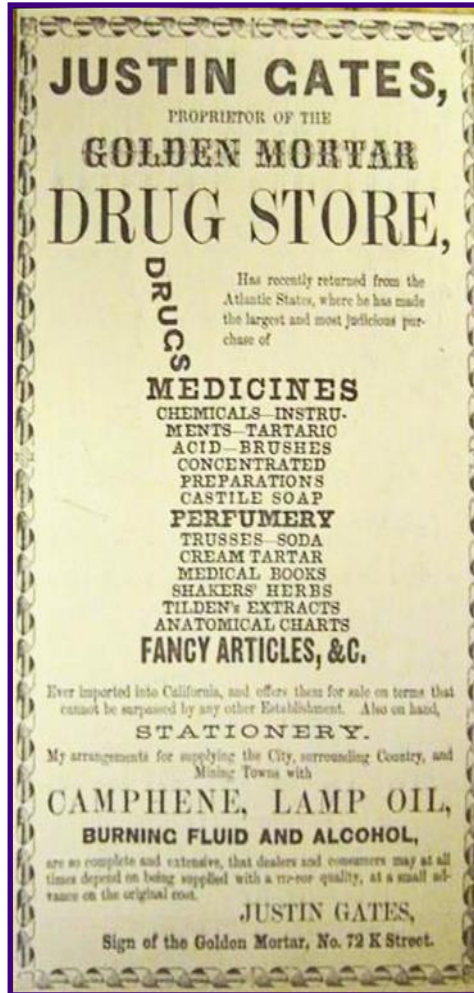 JUSTIN GATES,
PROPRIETOR OF THE
GOLDEN MORTAR
DRUG STORE,
DRUGS
Has recently returned from the
Atlantic States, where he has made
the largest and most judicious pur-
chase of
MEDICINES
CHEMICALS—INSTRU-
MENTS—TARTARIC
ACID—BRUSHES
CONCENTRATED
PREPARATIONS
CASTILE SOAP
PERFUMERY
TRUSSES—SODA
CREAM TARTAR
MEDICAL BOOKS
SHAKERS' HERBS
TILDEN's EXTRACTS
ANATOMICAL CHARTS
FANCY ARTICLES, &C.
Ever imported into California, and offers them for sale on terms that
cannot be surpassed by any other Establishment. Also on hand,
STATIONERY.
My arrangements for supplying the City, surrounding Country, and
Mining Towns with
CAMPHENE, LAMP OIL,
BURNING FLUID AND ALCOHOL,
are so complete and extensive, that dealers and consumers may at all
times depend on being supplied with a quality, at a small ad-
vance on the original cost.
JUSTIN GATES,
Sign of the Golden Mortar, No. 72 K Street.